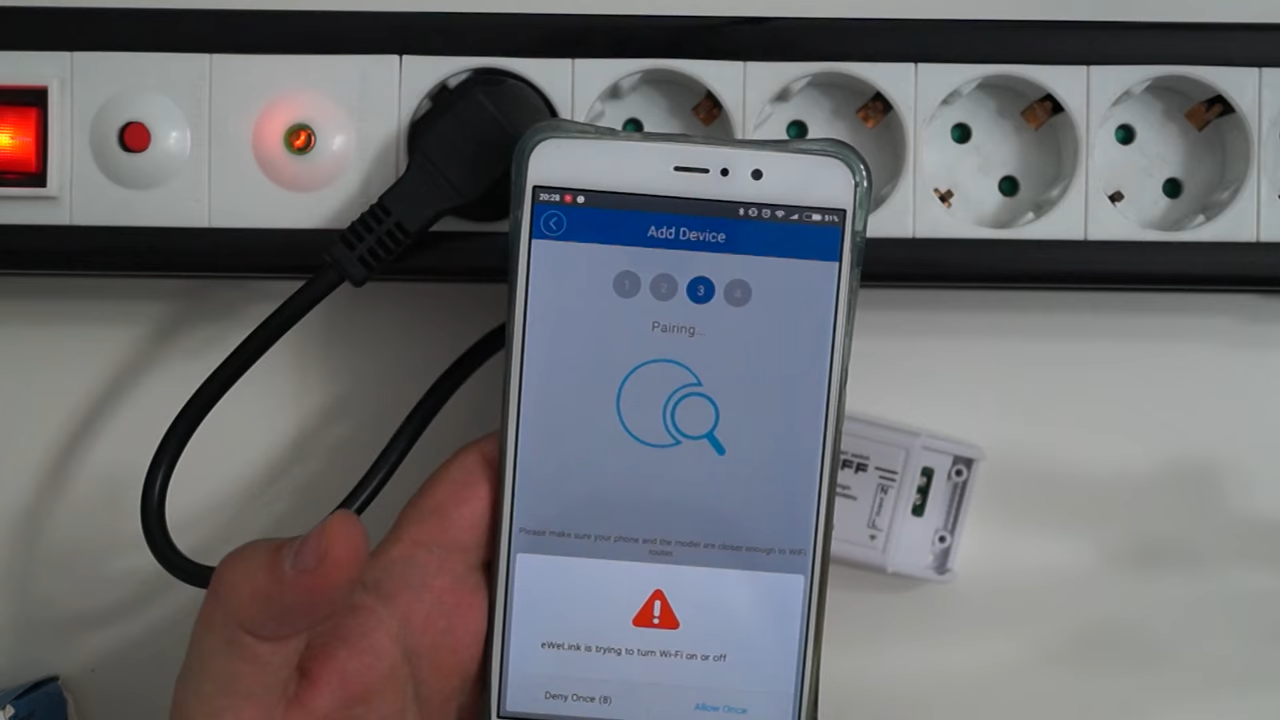 20:28
51%
Add Device
1 2 3 4
Pairing...
Please make sure your phone and the model are closer enough to WiFi
router.
eWeLink is trying to turn Wi-Fi on or off
Deny Once (8)
Allow Once
FF